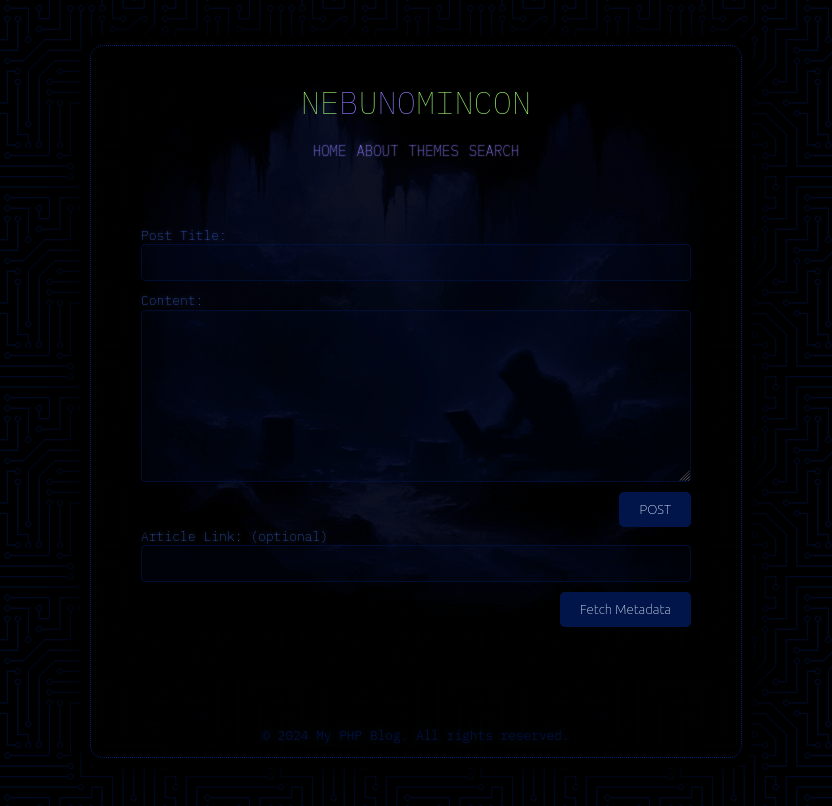 NEBUNOMINCON
HOME ABOUT THEMES SEARCH
Post Title:
Content:
POST
Article Link: (optional)
Fetch Metadata
© 2024 My PHP Blog. All rights reserved.